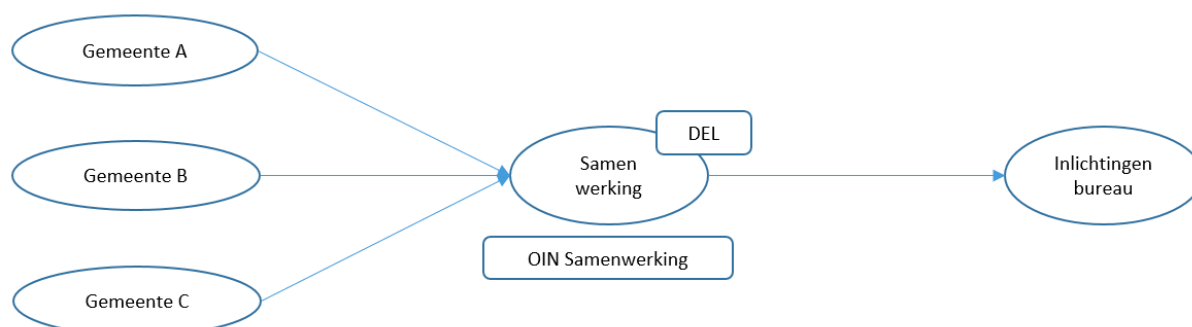 Gemeente A
Gemeente B
Gemeente C
DEL
Samen
werking
OIN Samenwerking
Inlichtingen
bureau